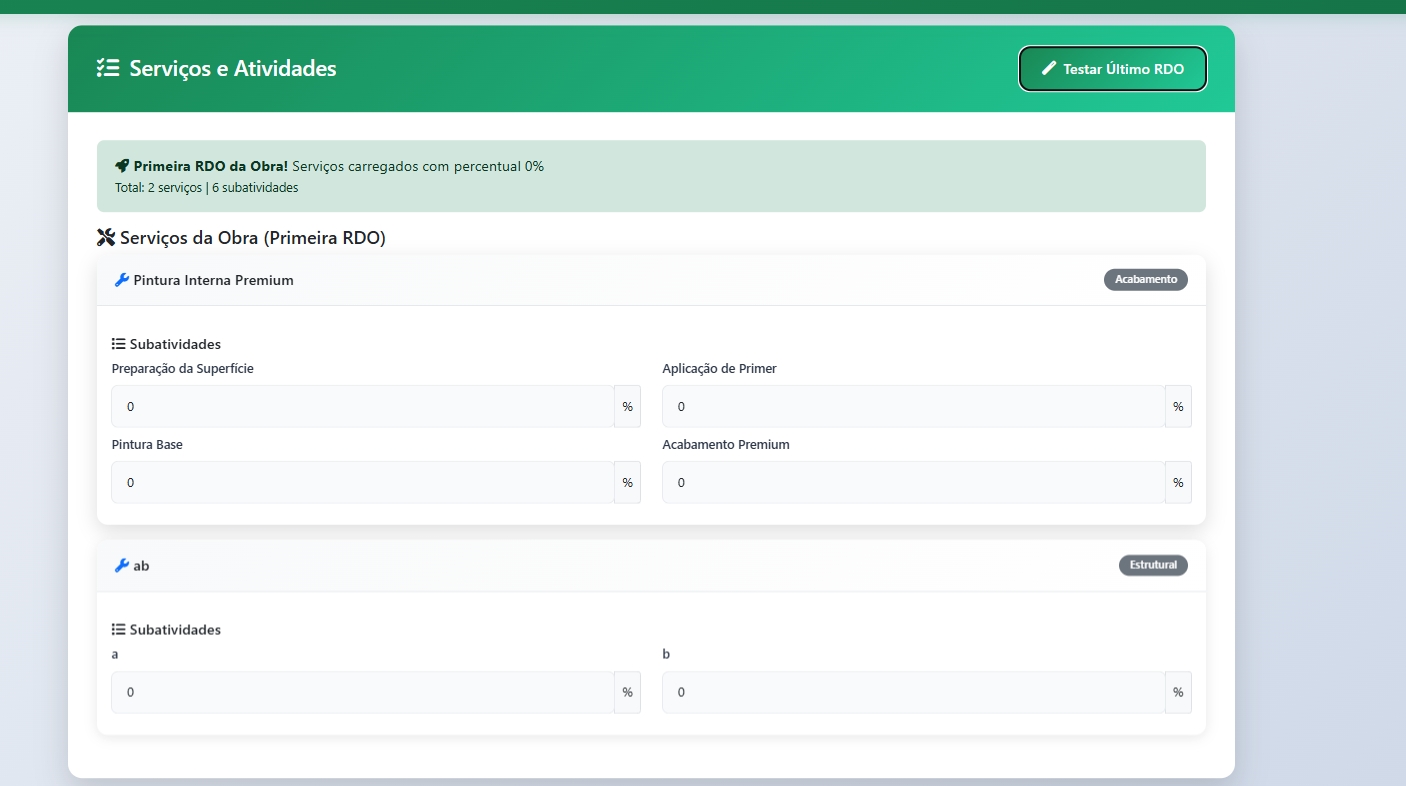 Serviços e Atividades
Testar Último RDO
Primeira RDO da Obra! Serviços carregados com percentual 0%
Total: 2 serviços | 6 subatividades
Serviços da Obra (Primeira RDO)
Pintura Interna Premium
Acabamento
Subatividades
Preparação da Superfície
Aplicação de Primer
0 %
0 %
Pintura Base
Acabamento Premium
0 %
0 %
ab
Estrutural
Subatividades
a
b
0 %
0 %